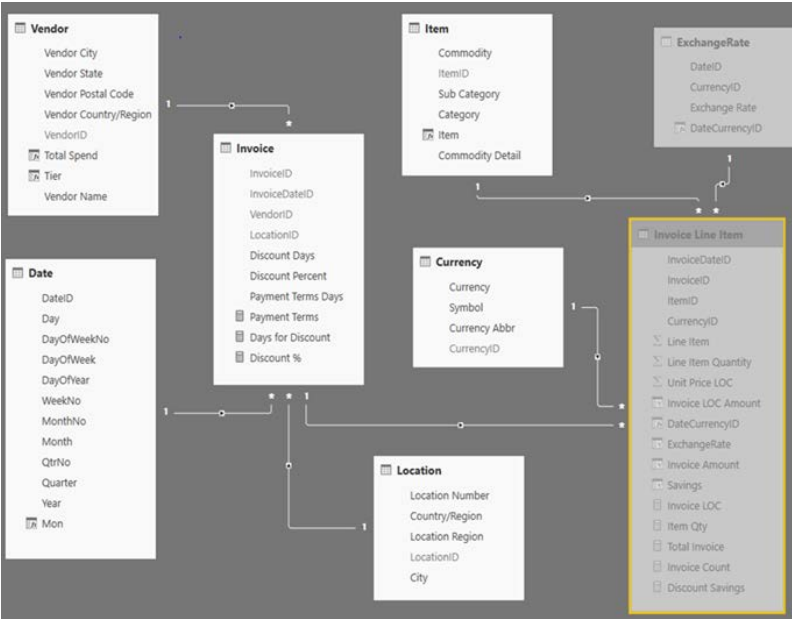 Vendor
Vendor City
Vendor State
Vendor Postal Code
Vendor Country/Region
VendorID
Total Spend
Tier
Vendor Name
1
*
Invoice
InvoiceID
InvoiceDateID
VendorID
LocationID
Discount Days
Discount Percent
Payment Terms Days
Payment Terms
Days for Discount
Discount %
* * 1
Date
DateID
Day
DayOfWeekNo
DayOfWeek
DayOfYear
WeekNo
MonthNo
Month
QtrNo
Quarter
Year
Mon
1
Item
Commodity
ItemID
Sub Category
Category
Item
Commodity Detail
1
ExchangeRate
DateID
CurrencyID
Exchange Rate
DateCurrencyID
1
* *
Currency
Currency
Symbol
Currency Abbr
CurrencyID
1
*
*
Location
Location Number
Country/Region
Location Region
LocationID
City
1
Invoice Line Item
InvoiceDateID
InvoiceID
ItemID
CurrencyID
Σ Line Item
Σ Line Item Quantity
Σ Unit Price LOC
Invoice LOC Amount
DateCurrencyID
ExchangeRate
Invoice Amount
Savings
Invoice LOC
Item Qty
Total Invoice
Invoice Count
Discount Savings